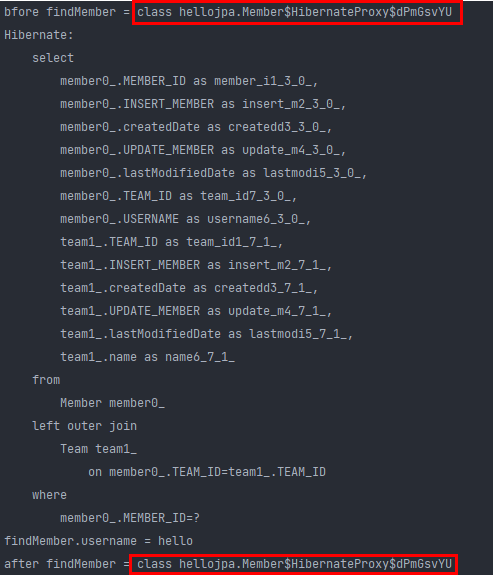 bfore findMember = class hellojpa.Member$HibernateProxy$dPmGsvYU
Hibernate:
    select
        member0_.MEMBER_ID as member_i1_3_0_,
        member0_.INSERT_MEMBER as insert_m2_3_0_,
        member0_.createdDate as createdd3_3_0_,
        member0_.UPDATE_MEMBER as update_m4_3_0_,
        member0_.lastModifiedDate as lastmodi5_3_0_,
        member0_.TEAM_ID as team_id7_3_0_,
        member0_.USERNAME as username6_3_0_,
        team1_.TEAM_ID as team_id1_7_1_,
        team1_.INSERT_MEMBER as insert_m2_7_1_,
        team1_.createdDate as createdd3_7_1_,
        team1_.UPDATE_MEMBER as update_m4_7_1_,
        team1_.lastModifiedDate as lastmodi5_7_1_,
        team1_.name as name6_7_1_
    from
        Member member0_
    left outer join
        Team team1_
            on member0_.TEAM_ID=team1_.TEAM_ID
    where
        member0_.MEMBER_ID=?
findMember.username = hello
after findMember = class hellojpa.Member$HibernateProxy$dPmGsvYU